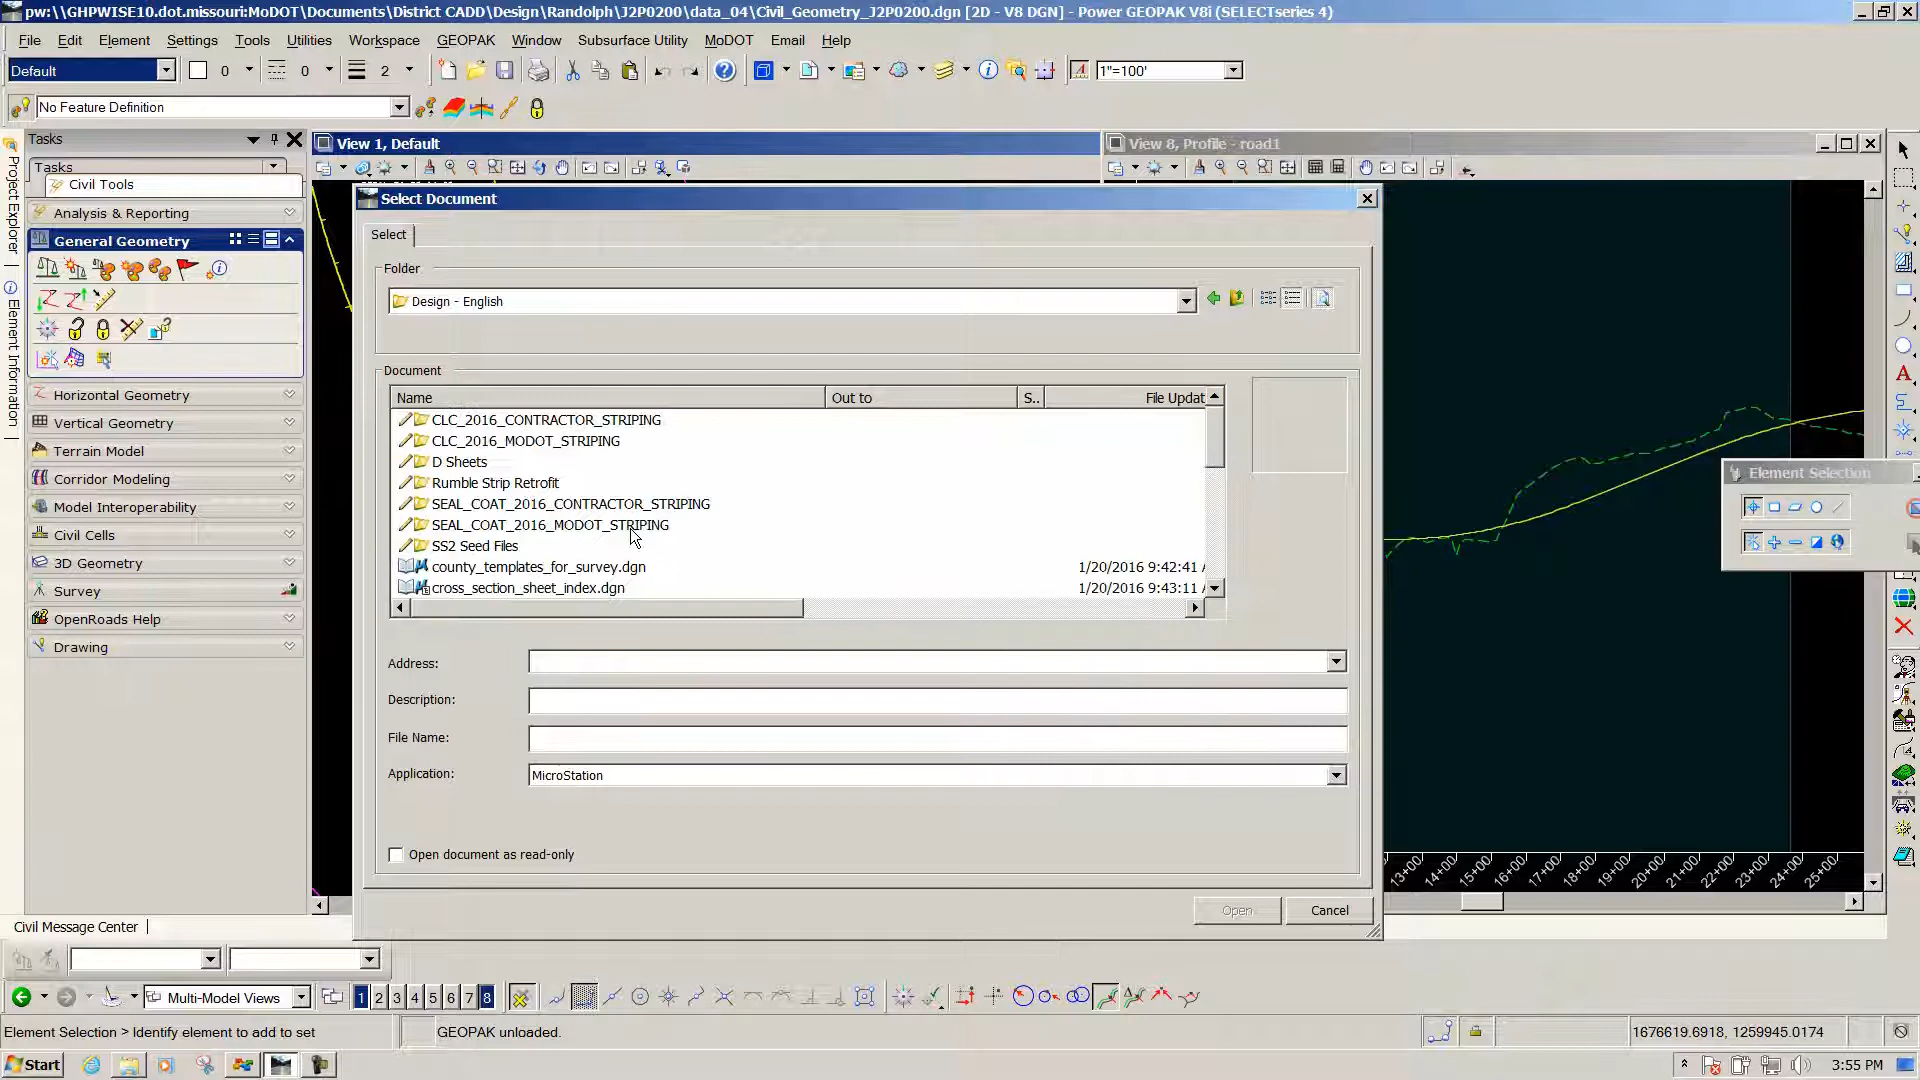 pw:\\GHPWISE10.dot.missouri:MoDOT\Documents\District CADD\Design\Randolph\J2P0200\data_04\Civil_Geometry_J2P0200.dgn [2D - V8 DGN] - Power GEOPAK V8i (SELECTseries 4)
File Edit Element Settings Tools Utilities Workspace GEOPAK Window Subsurface Utility MoDOT Email Help
Default 0 0 2 1"=100'
No Feature Definition
Tasks
View 1, Default
View 8, Profile - road1
Tasks
Civil Tools
Analysis & Reporting
General Geometry
Horizontal Geometry
Vertical Geometry
Terrain Model
Corridor Modeling
Model Interoperability
Civil Cells
3D Geometry
Survey
OpenRoads Help
Drawing
Project Explorer
Element Information
Select Document
Select
Folder
Design - English
Document
Name Out to S.. File Updat
CLC_2016_CONTRACTOR_STRIPING
CLC_2016_MODOT_STRIPING
D Sheets
Rumble Strip Retrofit
SEAL_COAT_2016_CONTRACTOR_STRIPING
SEAL_COAT_2016_MODOT_STRIPING
SS2 Seed Files
county_templates_for_survey.dgn 1/20/2016 9:42:41
cross_section_sheet_index.dgn 1/20/2016 9:43:11
Address:
Description:
File Name:
Application: MicroStation
Open document as read-only
Open Cancel
Element Selection
13+00 14+00 15+00 16+00 17+00 18+00 19+00 20+00 21+00 22+00 23+00 24+00 25+00
Civil Message Center
Multi-Model Views 1 2 3 4 5 6 7 8
Element Selection > Identify element to add to set GEOPAK unloaded. 1676619.6918, 1259945.0174
Start 3:55 PM